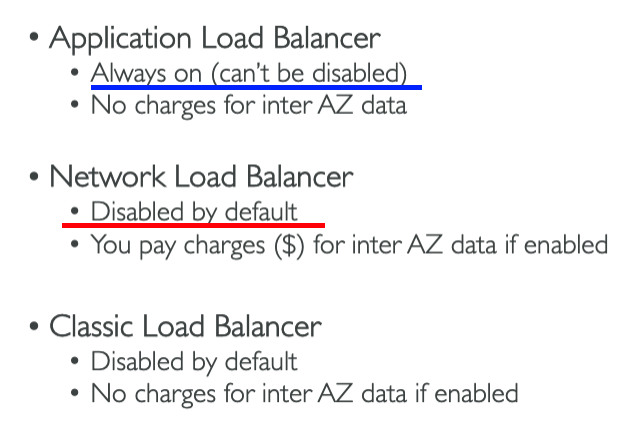 • Application Load Balancer
• Always on (can't be disabled)
• No charges for inter AZ data
• Network Load Balancer
• Disabled by default
• You pay charges ($) for inter AZ data if enabled
• Classic Load Balancer
• Disabled by default
• No charges for inter AZ data if enabled